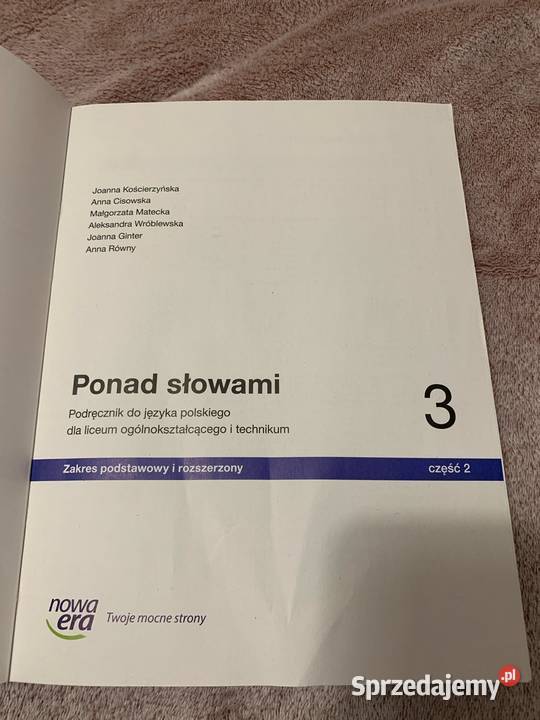 Joanna Kościerzyńska
Anna Cisowska
Małgorzata Matecka
Aleksandra Wróblewska
Joanna Ginter
Anna Równy
Ponad słowami
3
Podręcznik do języka polskiego
dla liceum ogólnokształcącego i technikum
Zakres podstawowy i rozszerzony część 2
nowa
era
Twoje mocne strony
Sprzedajemy.pl